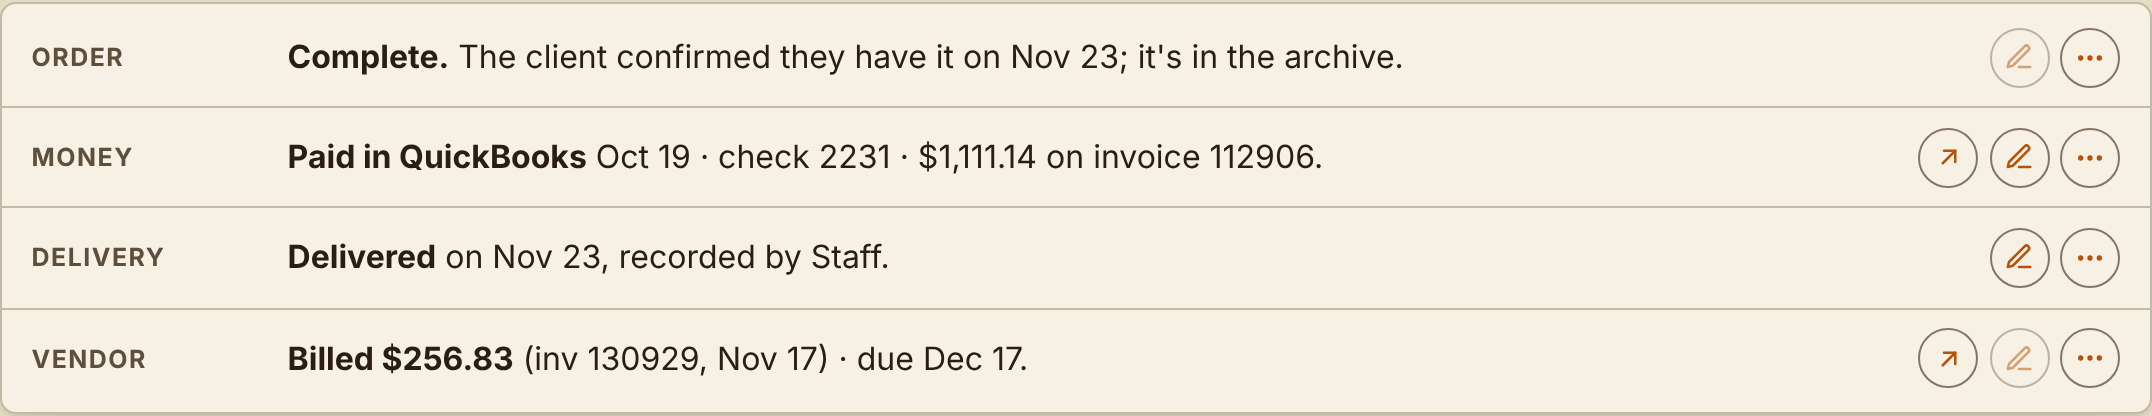 ORDER Complete. The client confirmed they have it on Nov 23; it's in the archive.
MONEY Paid in QuickBooks Oct 19 · check 2231 · $1,111.14 on invoice 112906.
DELIVERY Delivered on Nov 23, recorded by Staff.
VENDOR Billed $256.83 (inv 130929, Nov 17) · due Dec 17.